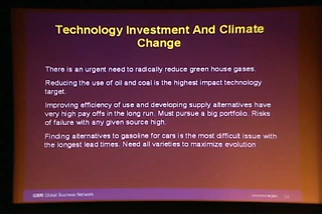 Technology Investment And Climate
Change
There is an urgent need to radically reduce green house gases.
Reducing the use of oil and coal is the highest impact technology
target.
Improving efficiency of use and developing supply alternatives have
very high pay offs in the long run. Must pursue a big portfolio. Risks
of failure with any given source high.
Finding alternatives to gasoline for cars is the most difficult issue with
the longest lead times. Need all varieties to maximize evolution
GBN Global Business Network